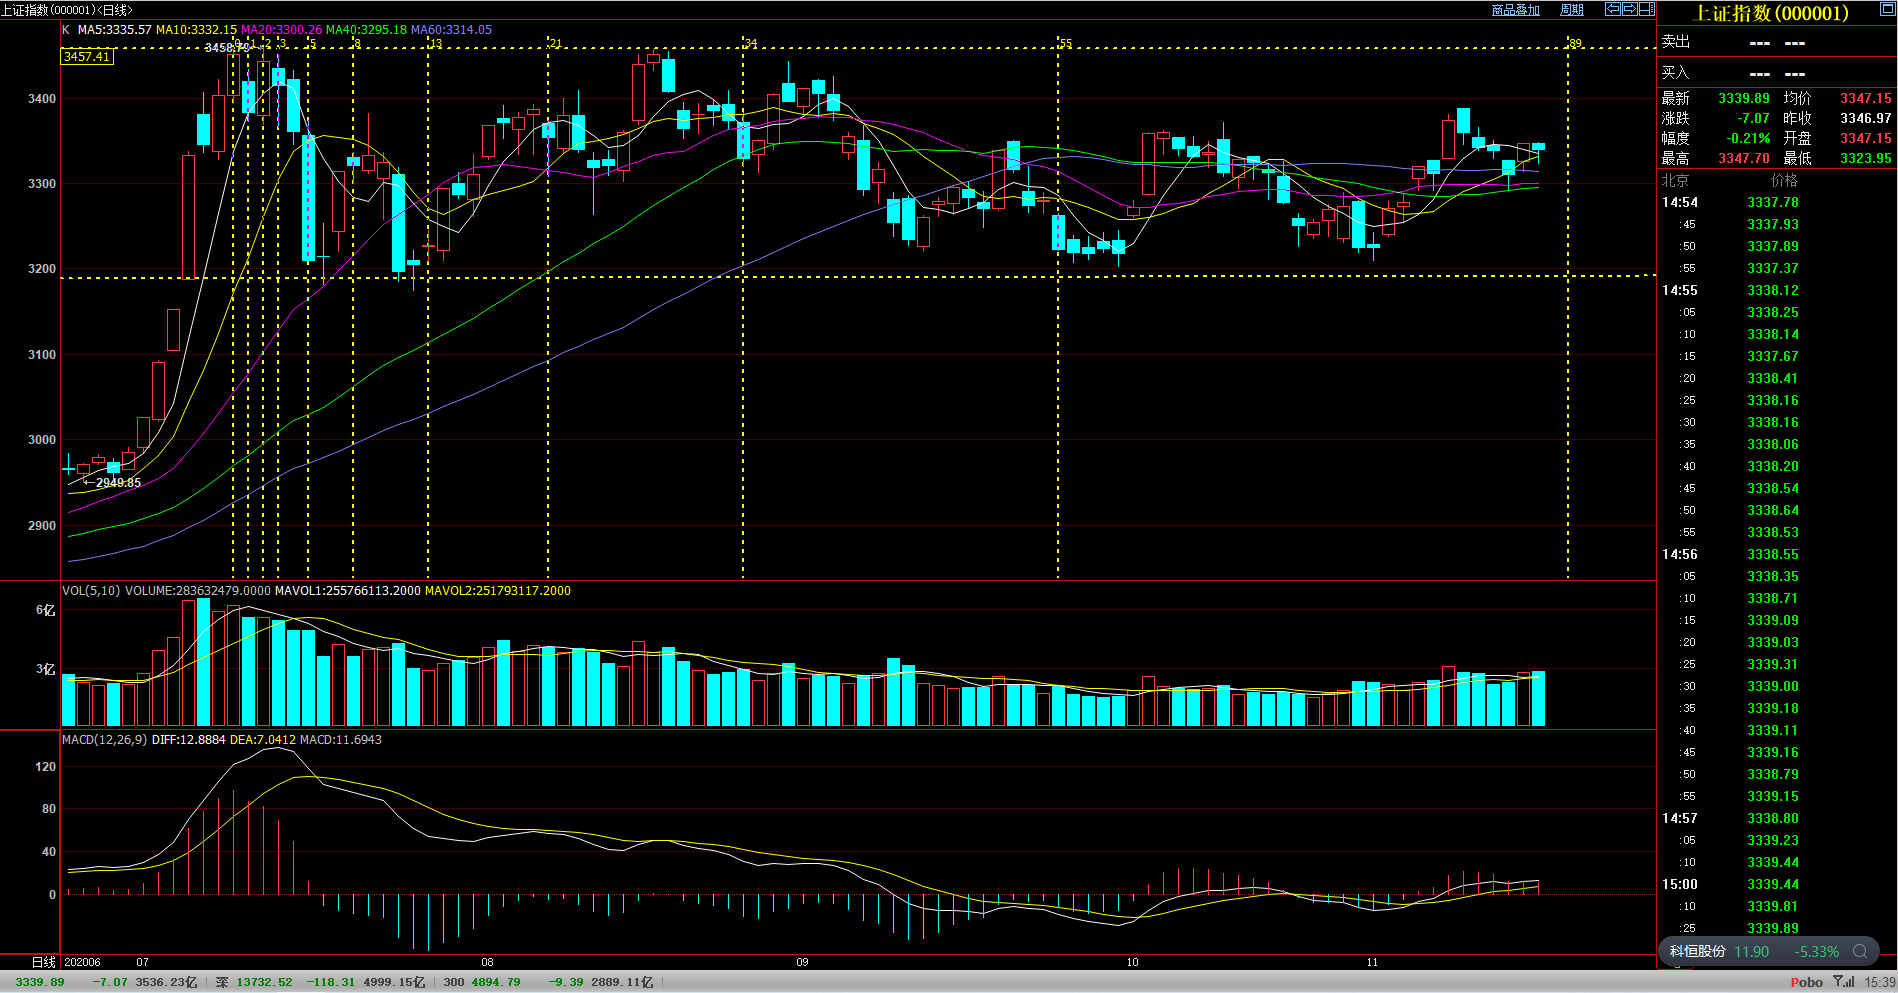 上证指数(000001)<日线>
商品叠加 周期
K MA5:3335.57 MA10:3332.15 MA20:3300.26 MA40:3295.18 MA60:3314.05
3457.41
3458.79
0 1 2 3 5 8 13 21 34 55 89
3400
3300
3200
3100
3000
2900
2949.85
VOL(5,10) VOLUME:283632479.0000 MAVOL1:255766113.2000 MAVOL2:251793117.2000
6亿
3亿
MACD(12,26,9) DIFF:12.8884 DEA:7.0412 MACD:11.6943
120
80
40
0
日线 202006 07 08 09 10 11
上证指数(000001)
卖出 --- ---
买入 --- ---
最新 3339.89 均价 3347.15
涨跌 -7.07 昨收 3346.97
幅度 -0.21% 开盘 3347.15
最高 3347.70 最低 3323.95
北京 价格
14:54 3337.78
:45 3337.93
:50 3337.89
:55 3337.37
14:55 3338.12
:05 3338.25
:10 3338.14
:15 3337.67
:20 3338.41
:25 3338.16
:30 3338.16
:35 3338.06
:40 3338.20
:45 3338.54
:50 3338.64
:55 3338.53
14:56 3338.55
:05 3338.35
:10 3338.71
:15 3339.09
:20 3339.03
:25 3339.31
:30 3339.00
:35 3339.18
:40 3339.11
:45 3339.16
:50 3338.79
:55 3339.15
14:57 3338.80
:05 3339.23
:10 3339.44
15:00 3339.44
:10 3339.81
:25 3339.89
科恒股份 11.90 -5.33%
3339.89 -7.07 3536.23亿 深 13732.52 -118.31 4999.15亿 300 4894.79 -9.39 2889.11亿
Pobo 15:39